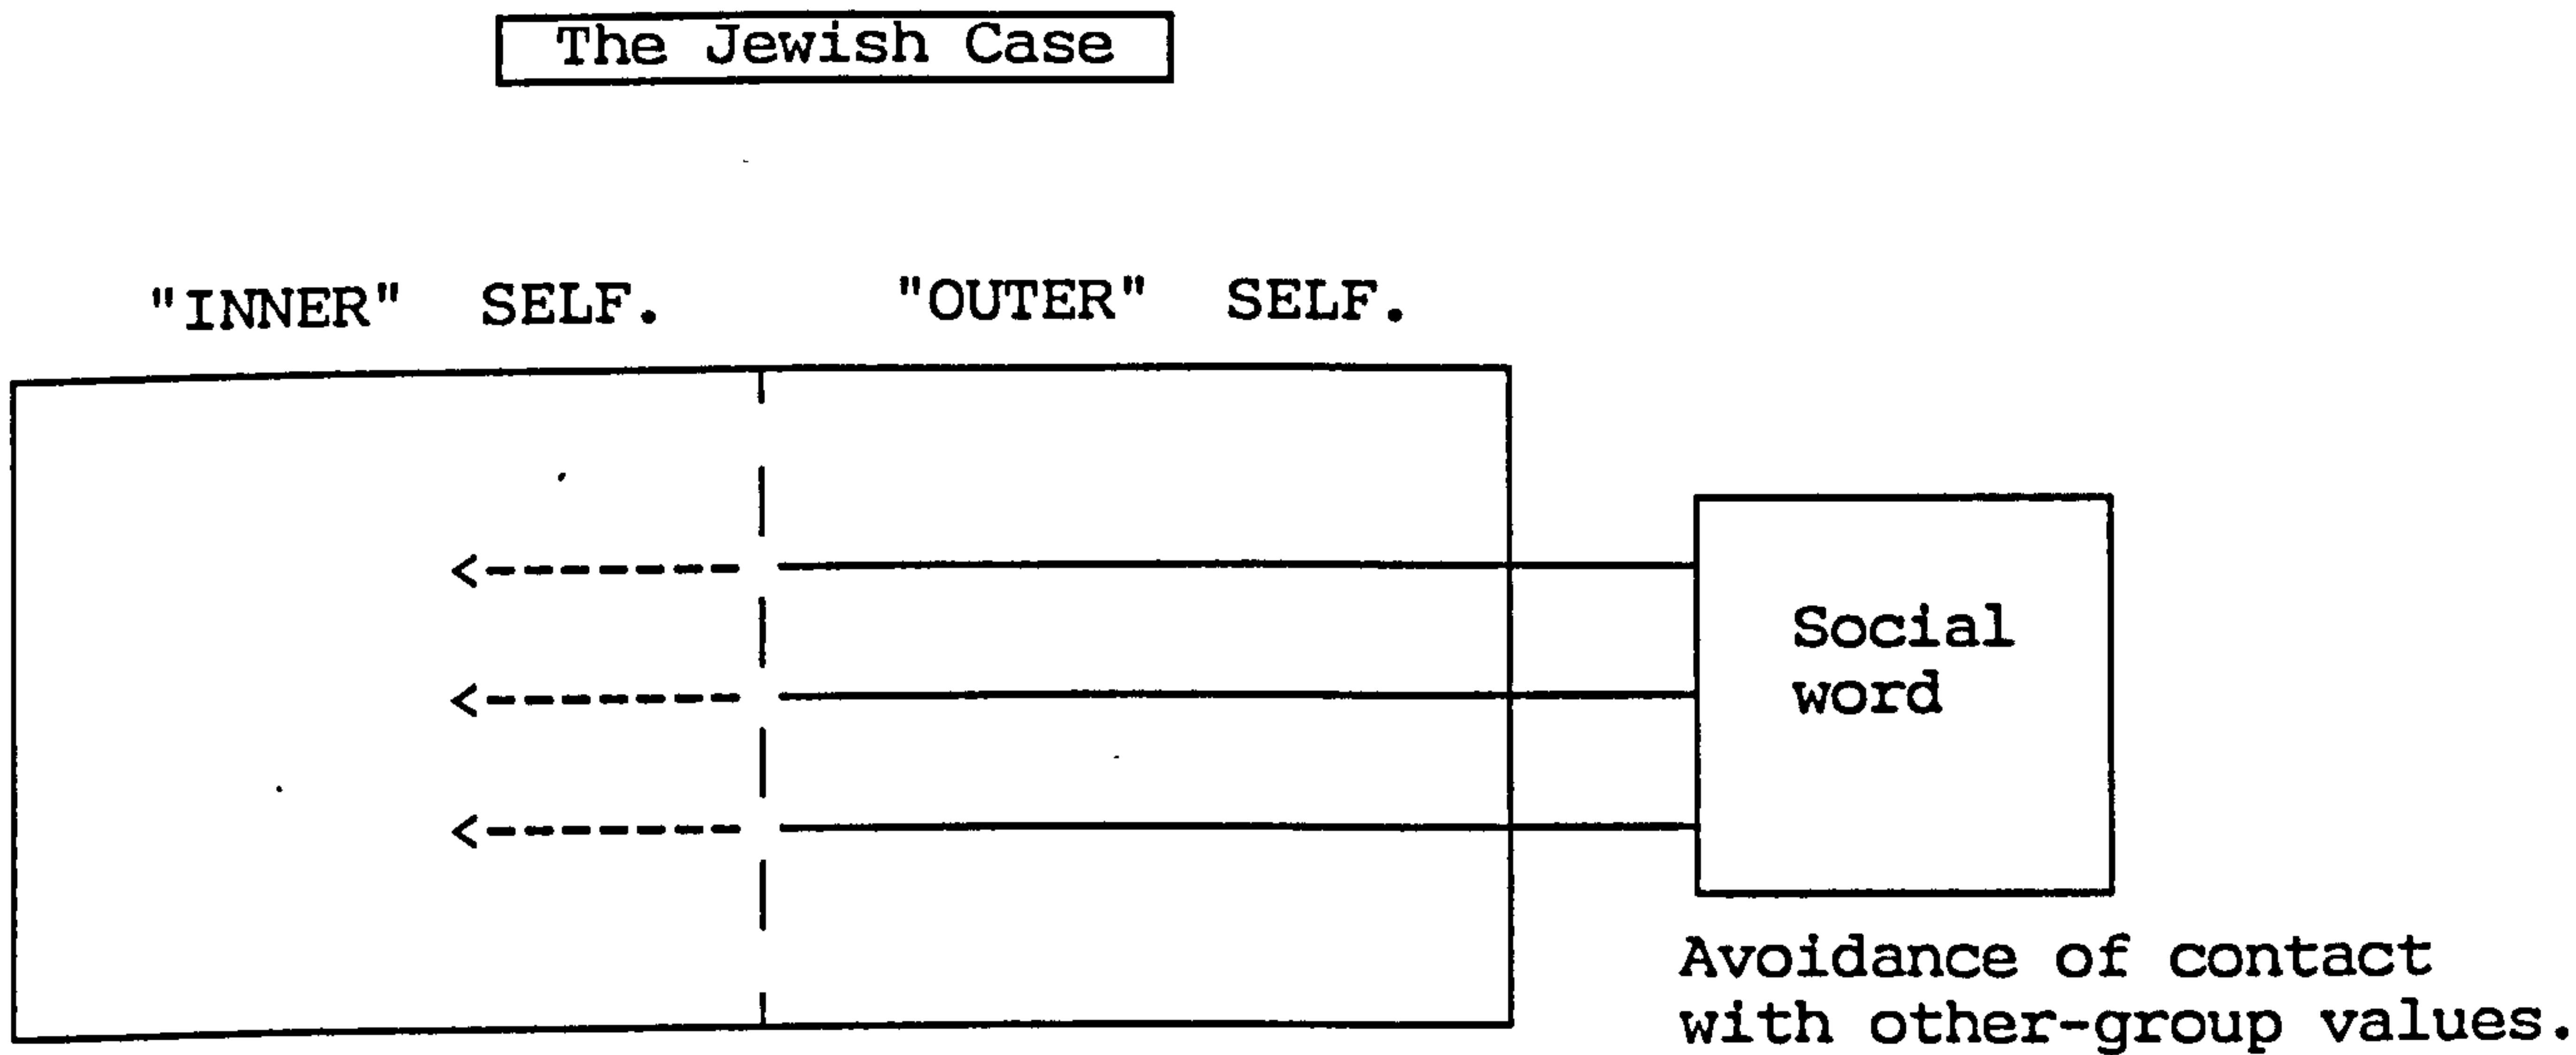 The Jewish Case
"INNER" SELF. "OUTER" SELF.
Social
word
Avoidance of contact
with other-group values.